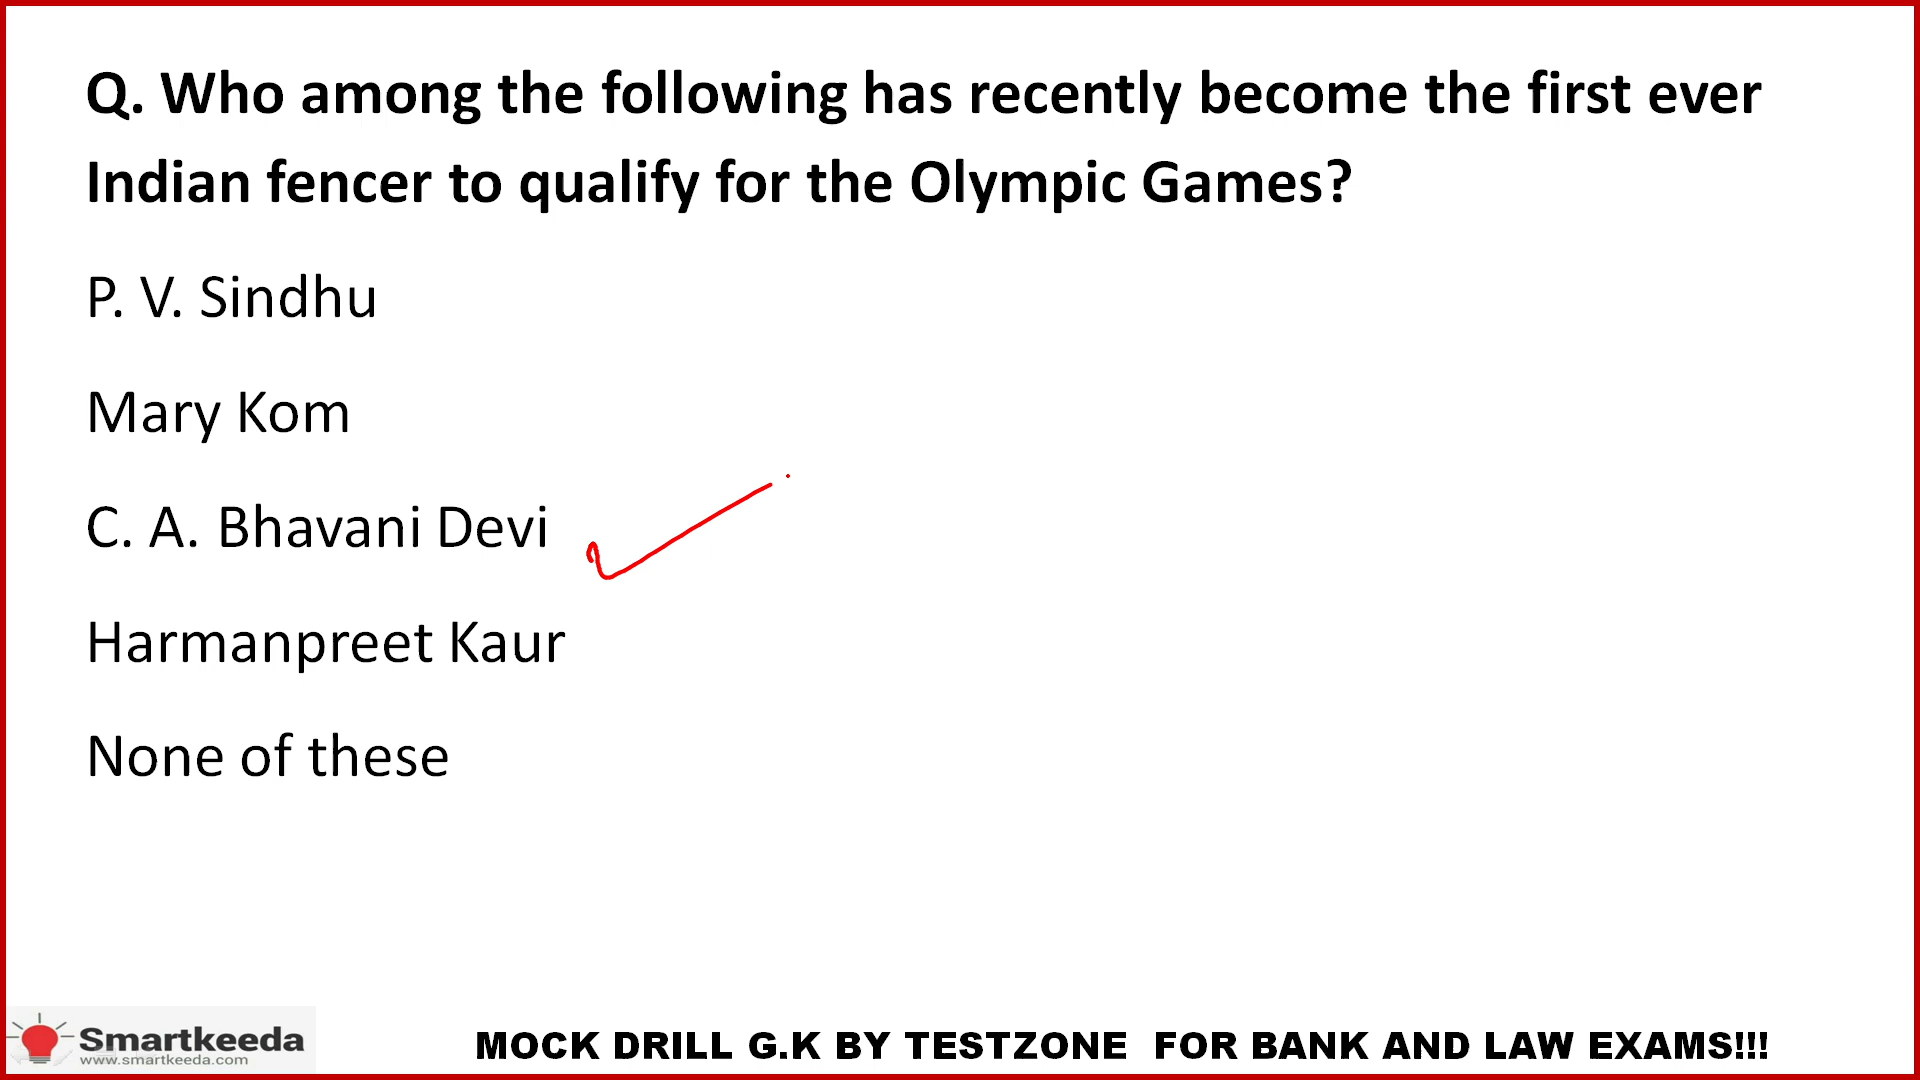 Q. Who among the following has recently become the first ever
Indian fencer to qualify for the Olympic Games?
P. V. Sindhu
Mary Kom
C. A. Bhavani Devi
Harmanpreet Kaur
None of these
Smartkeeda
www.smartkeeda.com
MOCK DRILL G.K BY TESTZONE FOR BANK AND LAW EXAMS!!!